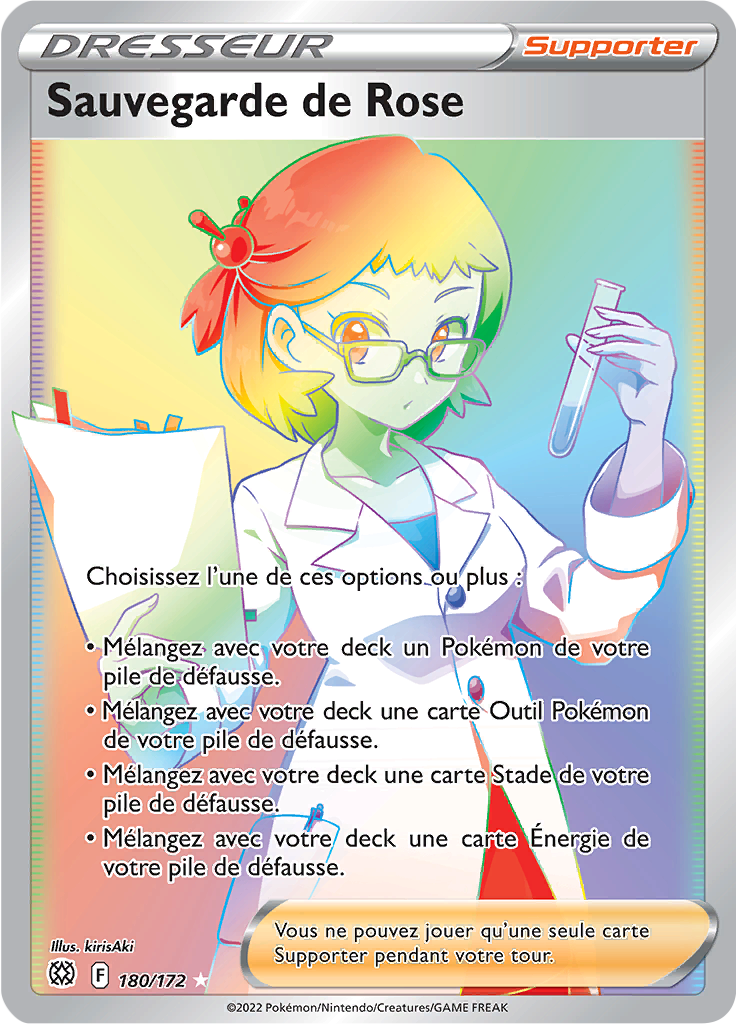 DRESSEUR Supporter
Sauvegarde de Rose
Choisissez l'une de ces options ou plus :
• Mélangez avec votre deck un Pokémon de votre
pile de défausse.
• Mélangez avec votre deck une carte Outil Pokémon
de votre pile de défausse.
• Mélangez avec votre deck une carte Stade de votre
pile de défausse.
• Mélangez avec votre deck une carte Énergie de
votre pile de défausse.
Vous ne pouvez jouer qu'une seule carte
Supporter pendant votre tour.
Illus. kirisAki
F 180/172
©2022 Pokémon/Nintendo/Creatures/GAME FREAK